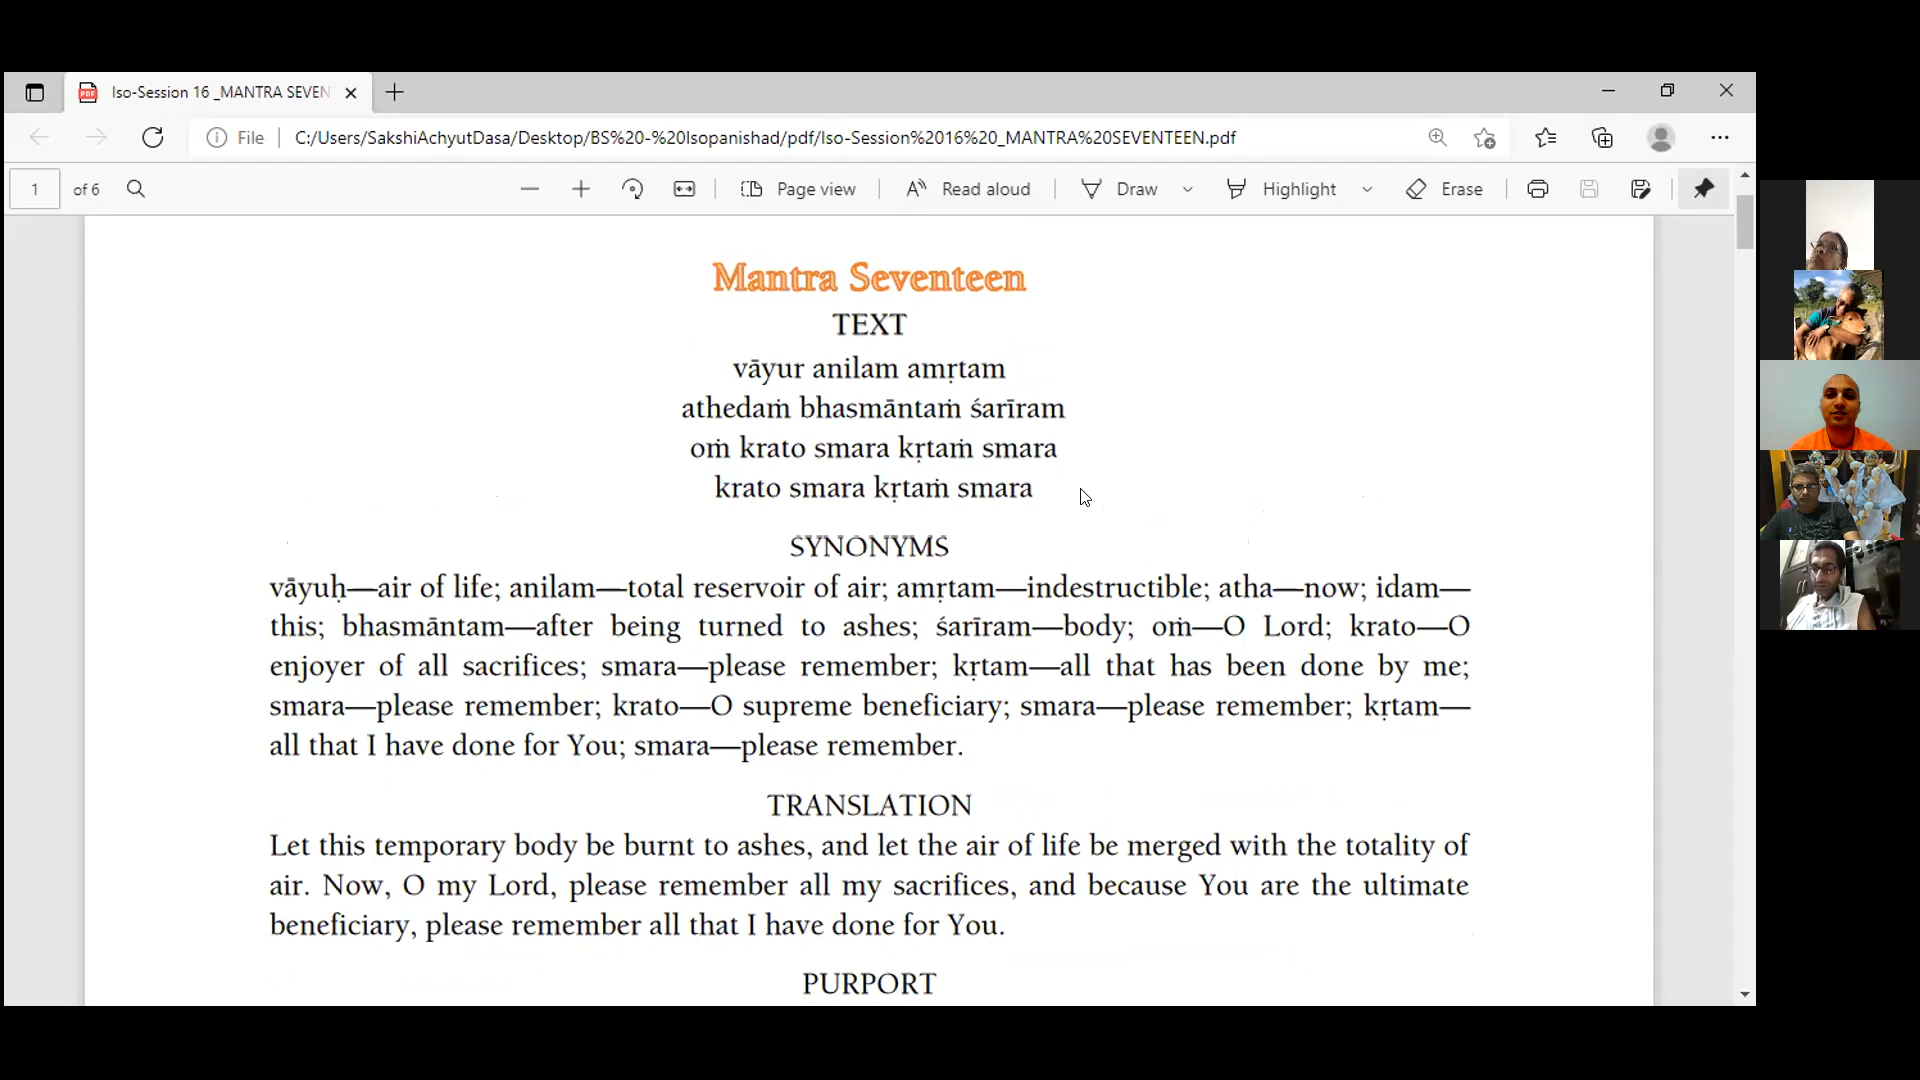 Iso-Session 16 _MANTRA SEVEN
File C:/Users/SakshiAchyutDasa/Desktop/BS%20-%20Isopanishad/pdf/Iso-Session%2016%20_MANTRA%20SEVENTEEN.pdf
1 of 6 Page view Read aloud Draw Highlight Erase
Mantra Seventeen
TEXT
vāyur anilam amṛtam
athedaṁ bhasmāntaṁ śarīram
oṁ krato smara kṛtaṁ smara
krato smara kṛtaṁ smara
SYNONYMS
vāyuḥ—air of life; anilam—total reservoir of air; amṛtam—indestructible; atha—now; idam—
this; bhasmāntam—after being turned to ashes; śarīram—body; oṁ—O Lord; krato—O
enjoyer of all sacrifices; smara—please remember; kṛtam—all that has been done by me;
smara—please remember; krato—O supreme beneficiary; smara—please remember; kṛtam—
all that I have done for You; smara—please remember.
TRANSLATION
Let this temporary body be burnt to ashes, and let the air of life be merged with the totality of
air. Now, O my Lord, please remember all my sacrifices, and because You are the ultimate
beneficiary, please remember all that I have done for You.
PURPORT